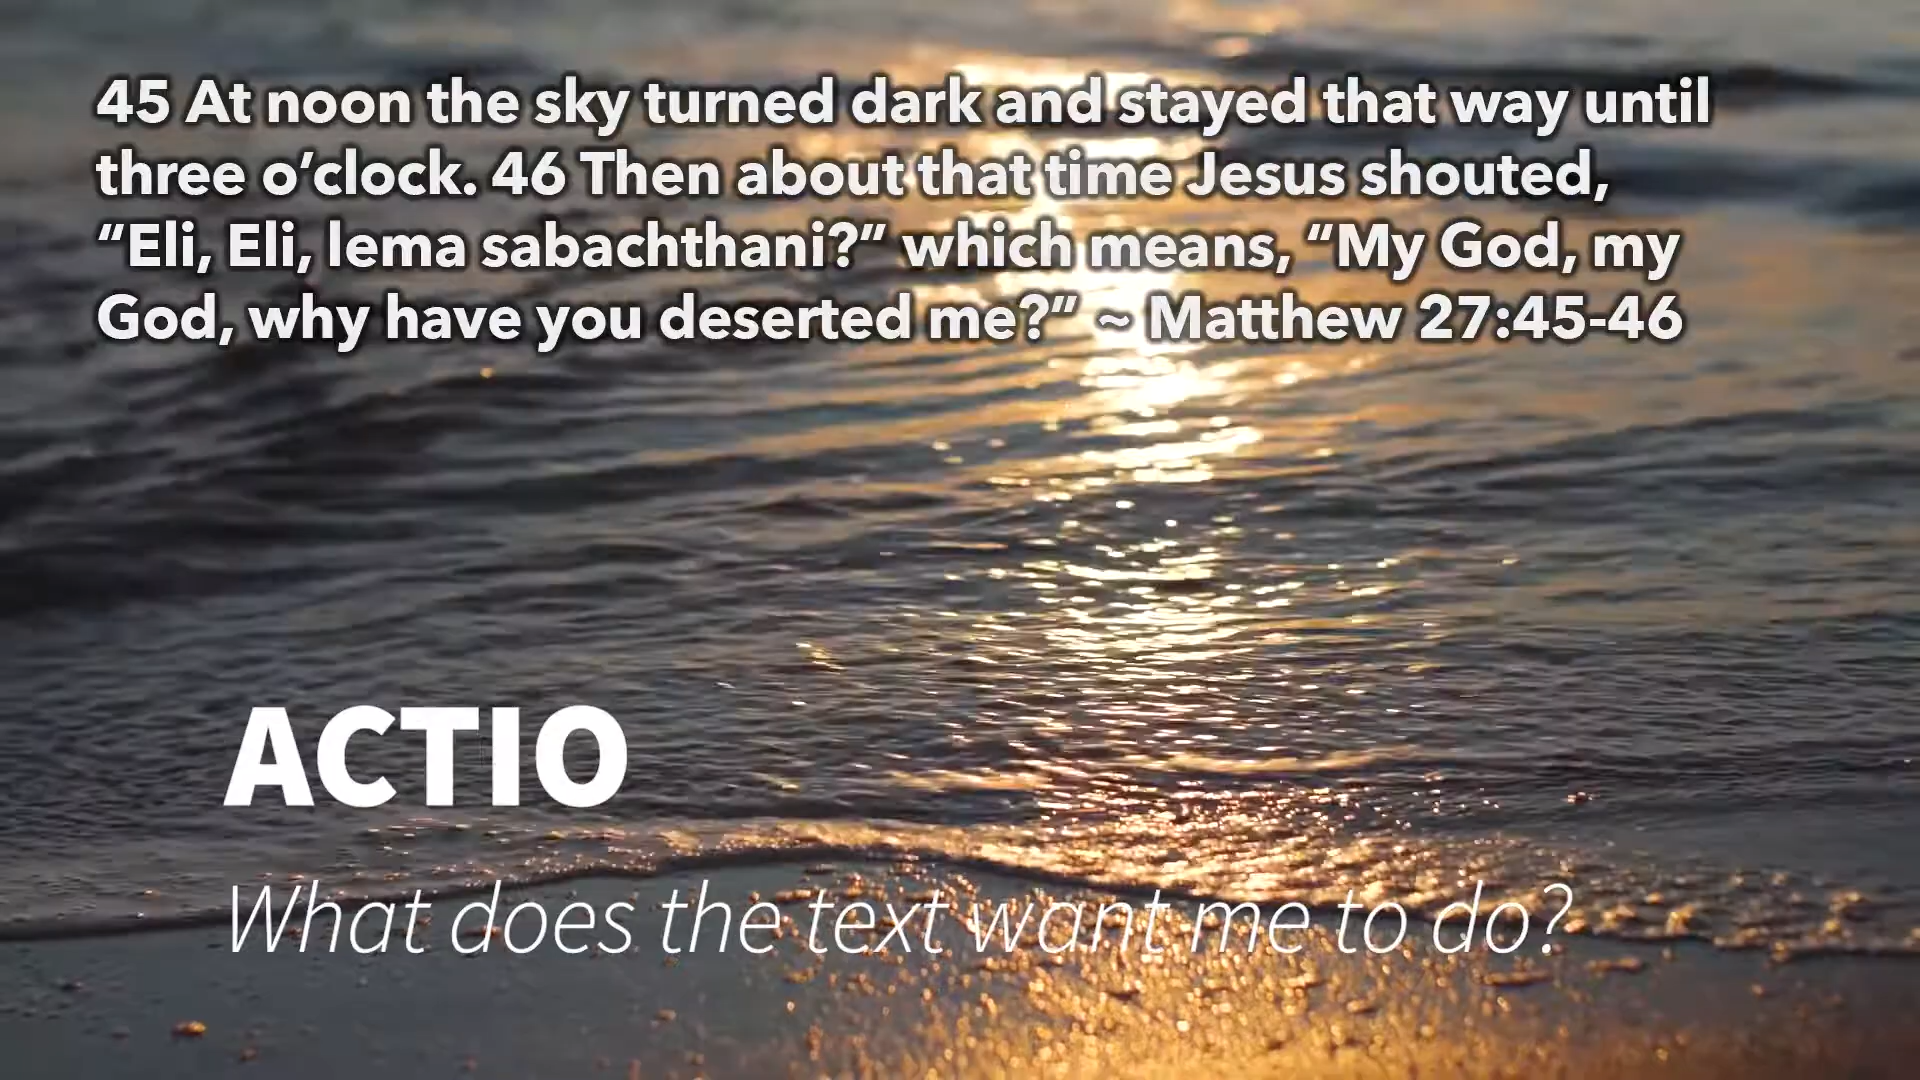 45 At noon the sky turned dark and stayed that way until
three o’clock. 46 Then about that time Jesus shouted,
“Eli, Eli, lema sabachthani?” which means, “My God, my
God, why have you deserted me?” ~ Matthew 27:45-46
ACTIO
What does the text want me to do?